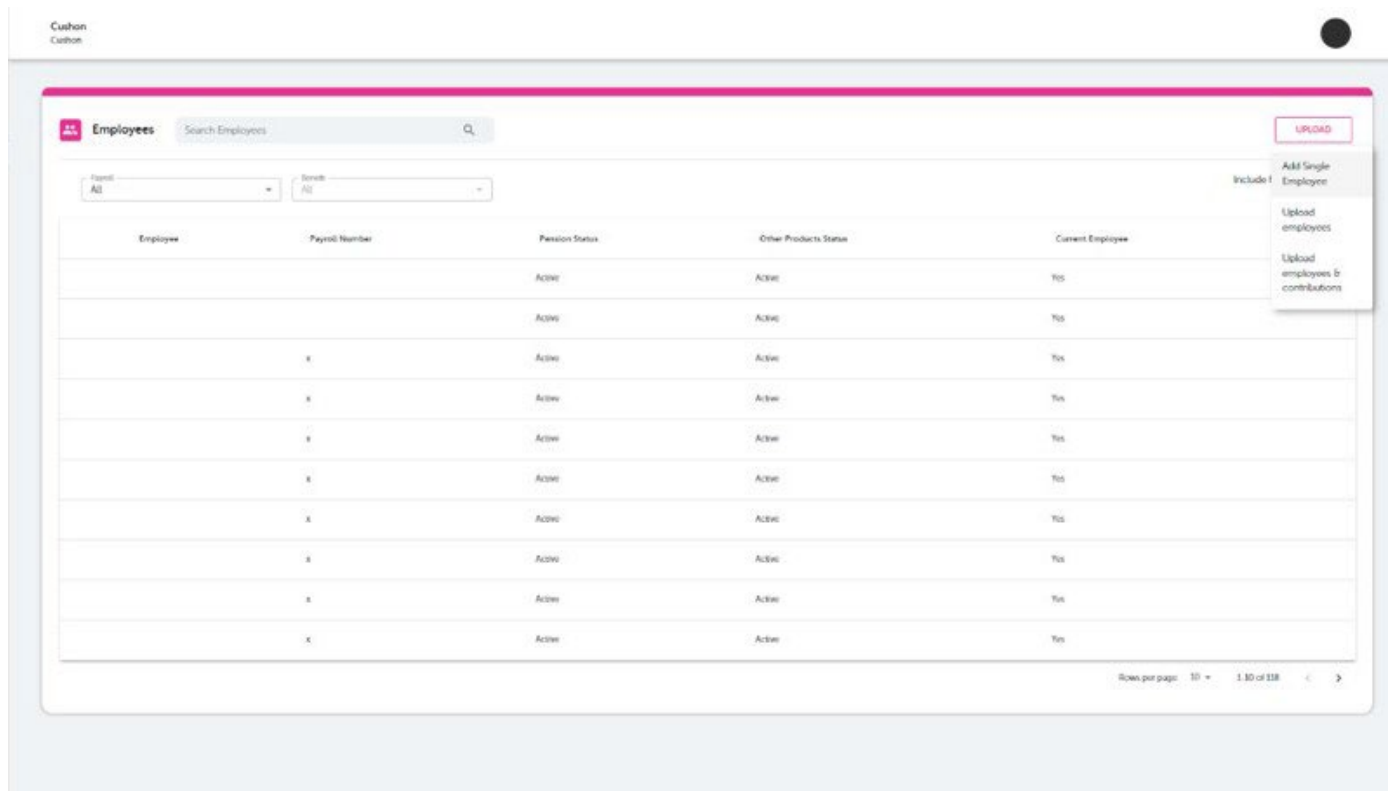 Cushon
Cushon
Employees
Search Employees
UPLOAD
Add Single
Employee
Upload
employees
Upload
employees &
contributions
Payroll
All
Benefit
All
Include
Employee Payroll Number Pension Status Other Products Status Current Employee
Active Active Yes
Active Active Yes
x Active Active Yes
x Active Active Yes
x Active Active Yes
x Active Active Yes
x Active Active Yes
x Active Active Yes
x Active Active Yes
x Active Active Yes
Rows per page: 10 1-10 of 118